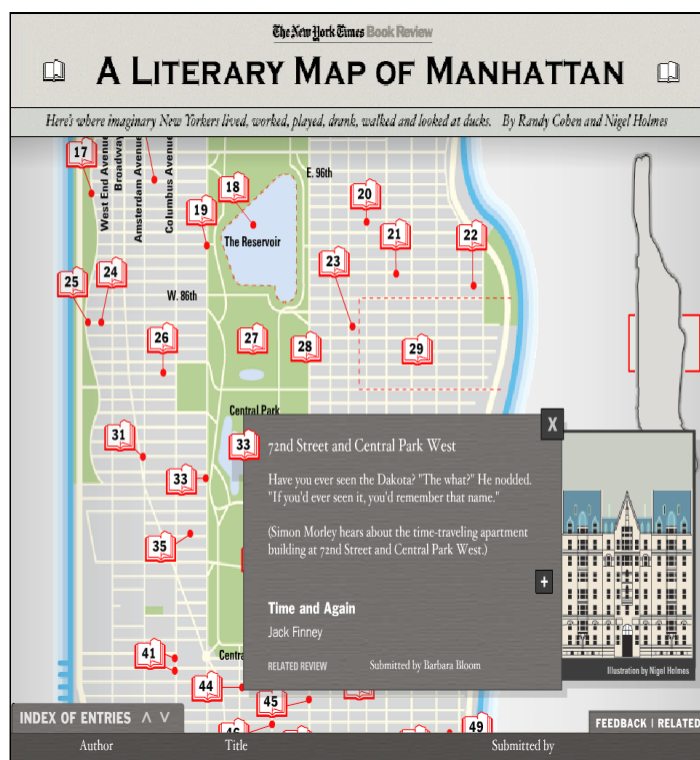 The New York Times Book Review
A LITERARY MAP OF MANHATTAN
Here's where imaginary New Yorkers lived, worked, played, drank, walked and looked at ducks. By Randy Cohen and Nigel Holmes
17
West End Avenue
Broadway
Amsterdam Avenue
Columbus Avenue
E. 96th
18
19
20
The Reservoir
21
22
23
24
25
W. 86th
26
27
28
29
Central Park
31
33
33
35
41
Centra
44
45
46
49
X
72nd Street and Central Park West
Have you ever seen the Dakota? "The what?" He nodded.
"If you'd ever seen it, you'd remember that name."
(Simon Morley hears about the time-traveling apartment
building at 72nd Street and Central Park West.)
+
Time and Again
Jack Finney
RELATED REVIEW
Submitted by Barbara Bloom
Illustration by Nigel Holmes
INDEX OF ENTRIES
FEEDBACK | RELATED
Author
Title
Submitted by